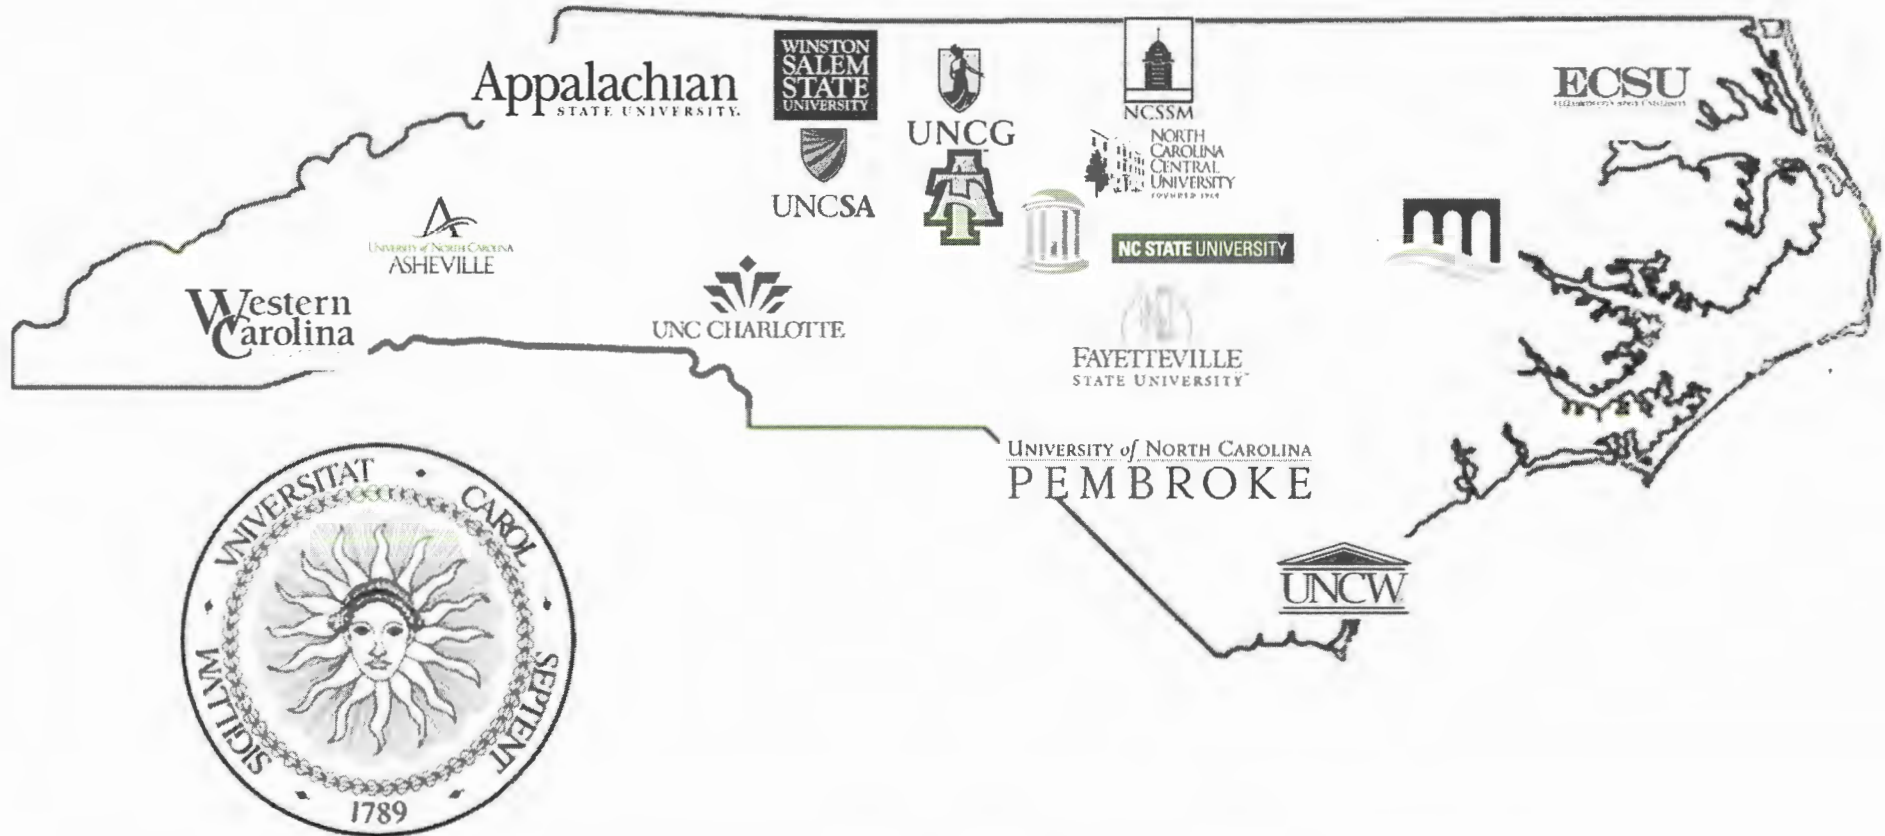 Appalachian
STATE UNIVERSITY.
WINSTON
SALEM
STATE
UNIVERSITY
UNCSA
UNCG
A T
NCSSM
NORTH
CAROLINA
CENTRAL
UNIVERSITY
ECSU
UNIVERSITY of NORTH CAROLINA
ASHEVILLE
Western
Carolina
UNC CHARLOTTE
NC STATE UNIVERSITY
FAYETTEVILLE
STATE UNIVERSITY
UNIVERSITY of NORTH CAROLINA
PEMBROKE
UNCW
SIGILLVM VNIVERSITAT CAROL SEPTENT
1789